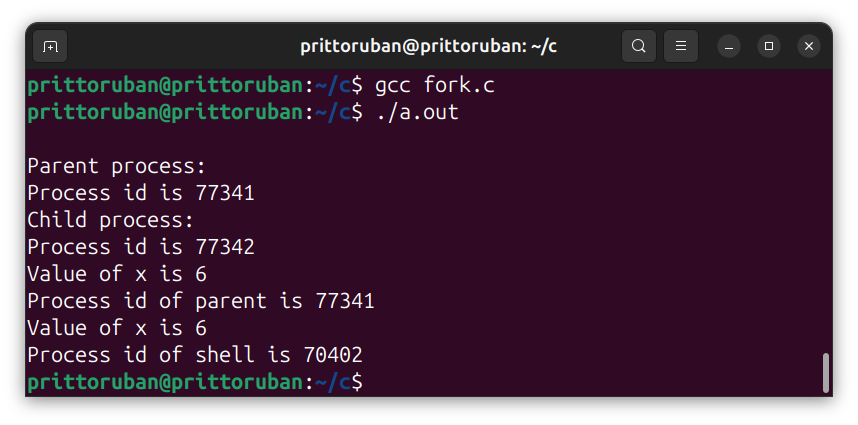 prittoruban@prittoruban: ~/c
prittoruban@prittoruban:~/c$ gcc fork.c
prittoruban@prittoruban:~/c$ ./a.out
Parent process:
Process id is 77341
Child process:
Process id is 77342
Value of x is 6
Process id of parent is 77341
Value of x is 6
Process id of shell is 70402
prittoruban@prittoruban:~/c$